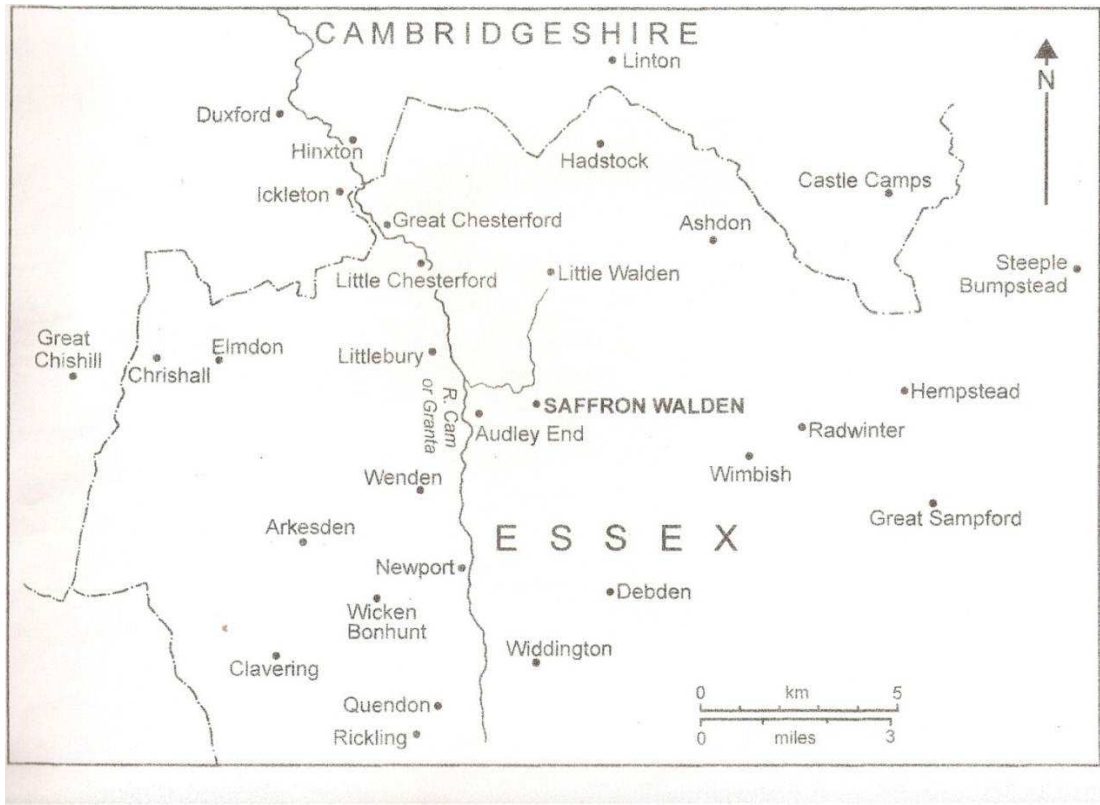 CAMBRIDGESHIRE
Linton
N
Duxford
Hinxton
Hadstock
Castle Camps
Ickleton
Great Chesterford
Ashdon
Little Chesterford
Little Walden
Steeple
Bumpstead
Great
Chishill
Chrishall
Elmdon
Littlebury
R. Cam
or Granta
SAFFRON WALDEN
Audley End
Hempstead
Radwinter
Wimbish
Wenden
Great Sampford
Arkesden
ESSEX
Newport
Debden
Wicken
Bonhunt
Widdington
Clavering
Quendon
Rickling
0 km 5
0 miles 3